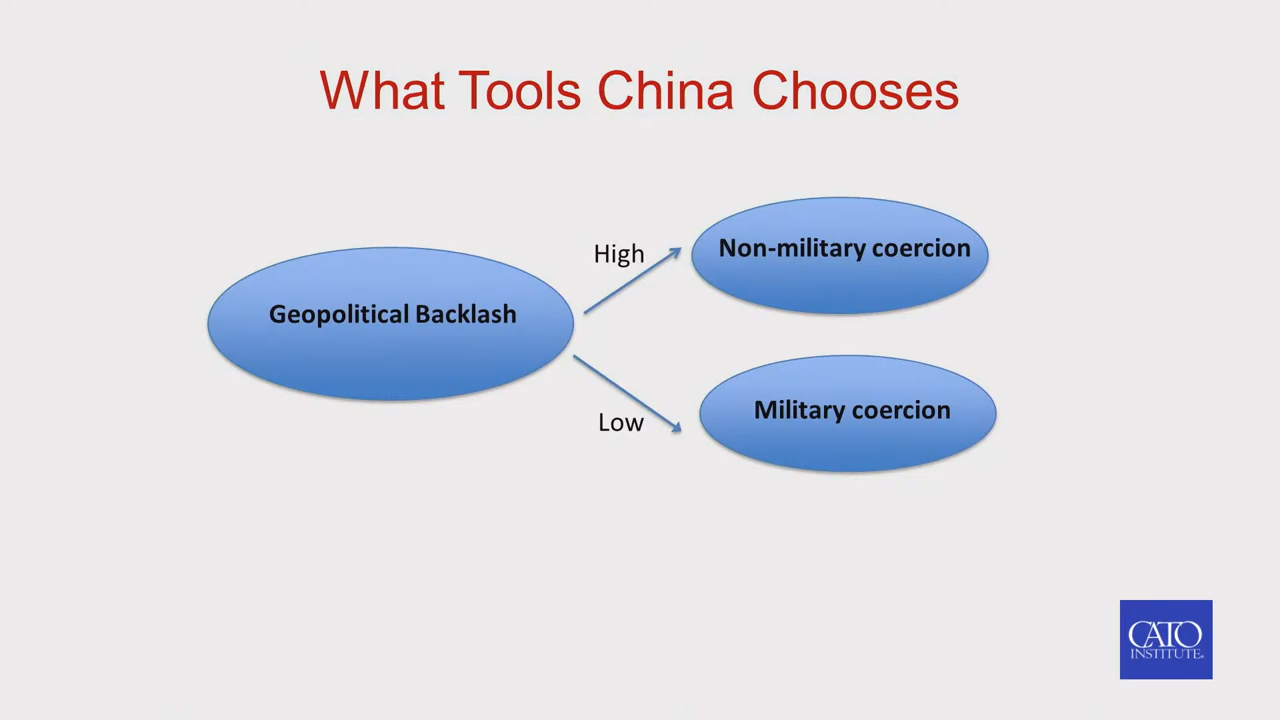 What Tools China Chooses
Geopolitical Backlash
High
Non-military coercion
Low
Military coercion
CATO
INSTITUTE